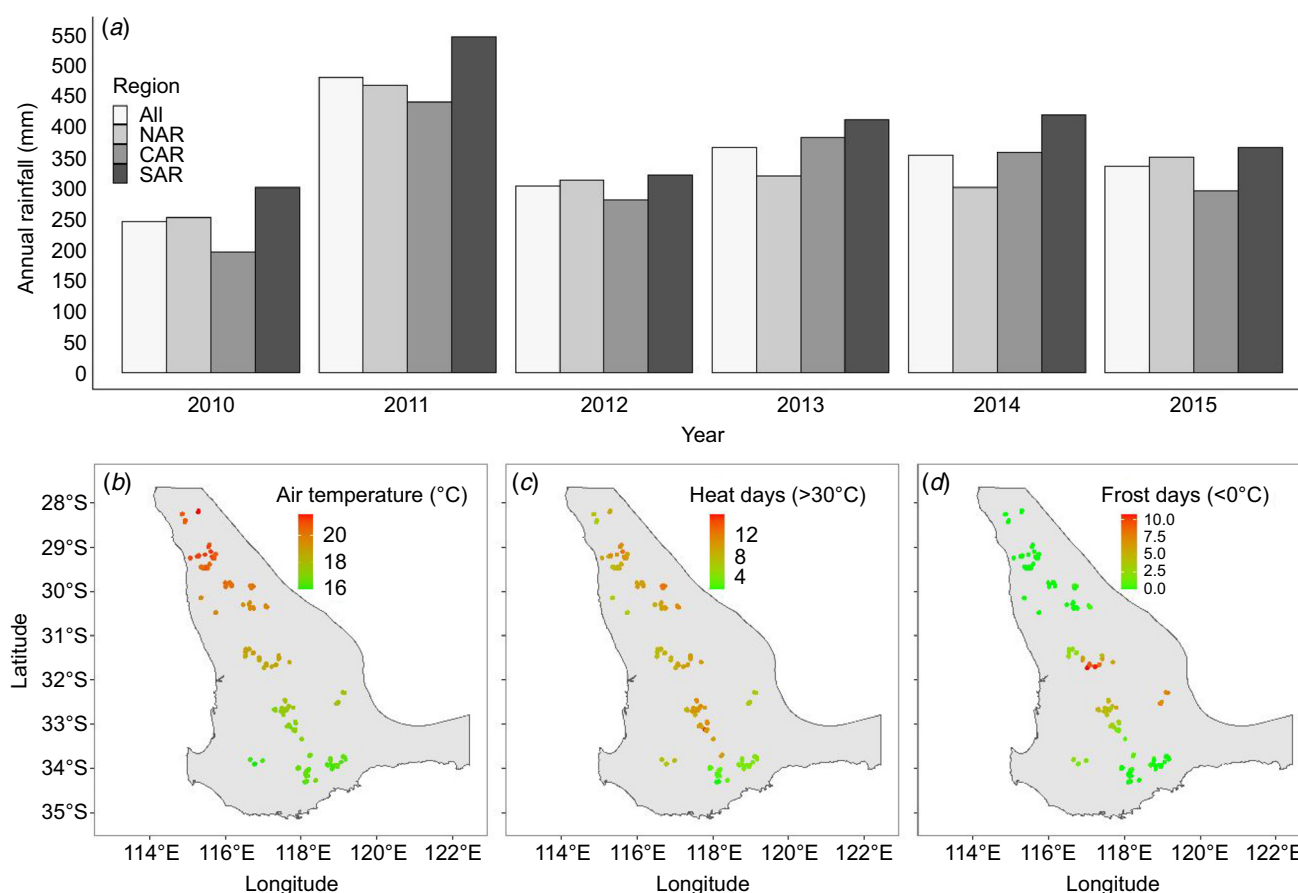 (a)
550
500
450
400
350
300
250
200
150
100
50
0
Annual rainfall (mm)
Region
All
NAR
CAR
SAR
2010 2011 2012 2013 2014 2015
Year
(b)
Air temperature (°C)
20
18
16
(c)
Heat days (>30°C)
12
8
4
(d)
Frost days (<0°C)
10.0
7.5
5.0
2.5
0.0
28°S
29°S
30°S
31°S
32°S
33°S
34°S
35°S
Latitude
114°E 116°E 118°E 120°E 122°E
Longitude
114°E 116°E 118°E 120°E 122°E
Longitude
114°E 116°E 118°E 120°E 122°E
Longitude